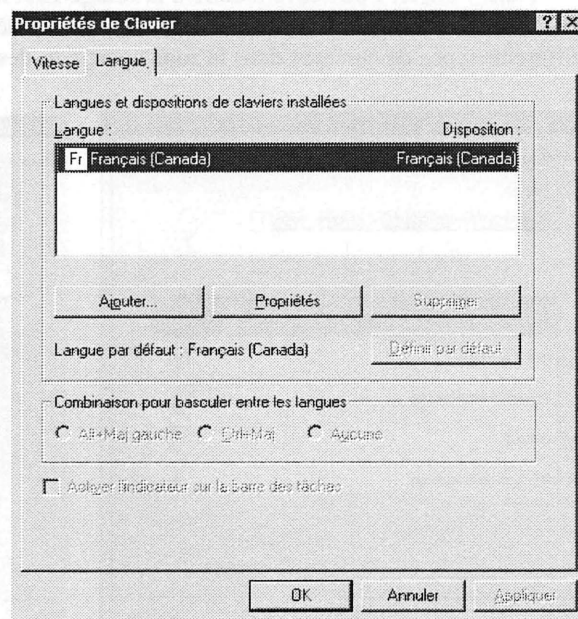 Propriétés de Clavier ? ×
Vitesse Langue
Langues et dispositions de claviers installées
Langue : Disposition :
Fr Français (Canada) Français (Canada)
Ajouter... Propriétés Supprimer
Langue par défaut : Français (Canada) Définir par défaut
Combinaison pour basculer entre les langues
Alt+Maj gauche Ctrl+Maj Aucune
Activer l'indicateur sur la barre des tâches
OK Annuler Appliquer